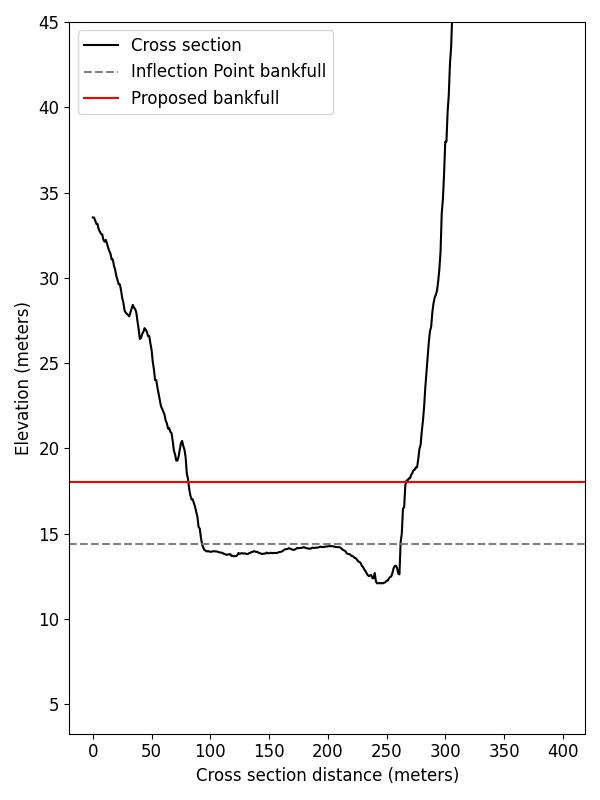 45
40
35
30
25
20
15
10
5
Elevation (meters)
Cross section
Inflection Point bankfull
Proposed bankfull
0 50 100 150 200 250 300 350 400
Cross section distance (meters)